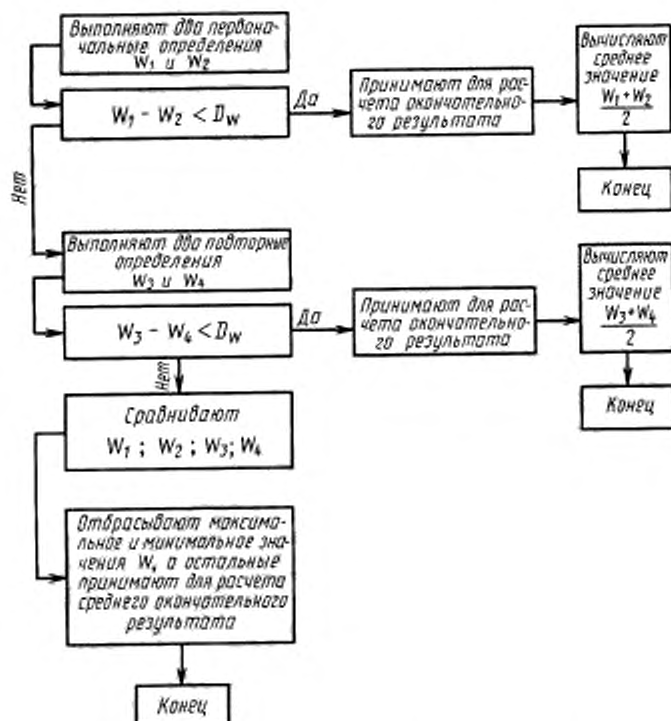 Выполняют два первона-
чальные определения
W₁ и W₂
W₁ - W₂ < D_W
Да
Принимают для рас-
чета окончательно-
го результата
Вычисляют
среднее
значение
W₁ + W₂
2
Конец
Нет
Выполняют два повторные
определения
W₃ и W₄
W₃ - W₄ < D_W
Да
Принимают для рас-
чета окончательно-
го результата
Вычисляют
среднее
значение
W₃ + W₄
2
Конец
Нет
Сравнивают
W₁ ; W₂ ; W₃; W₄
Отбрасывают максима-
льное и минимальное зна-
чения W, а остальные
принимают для расчета
среднего окончательного
результата
Конец